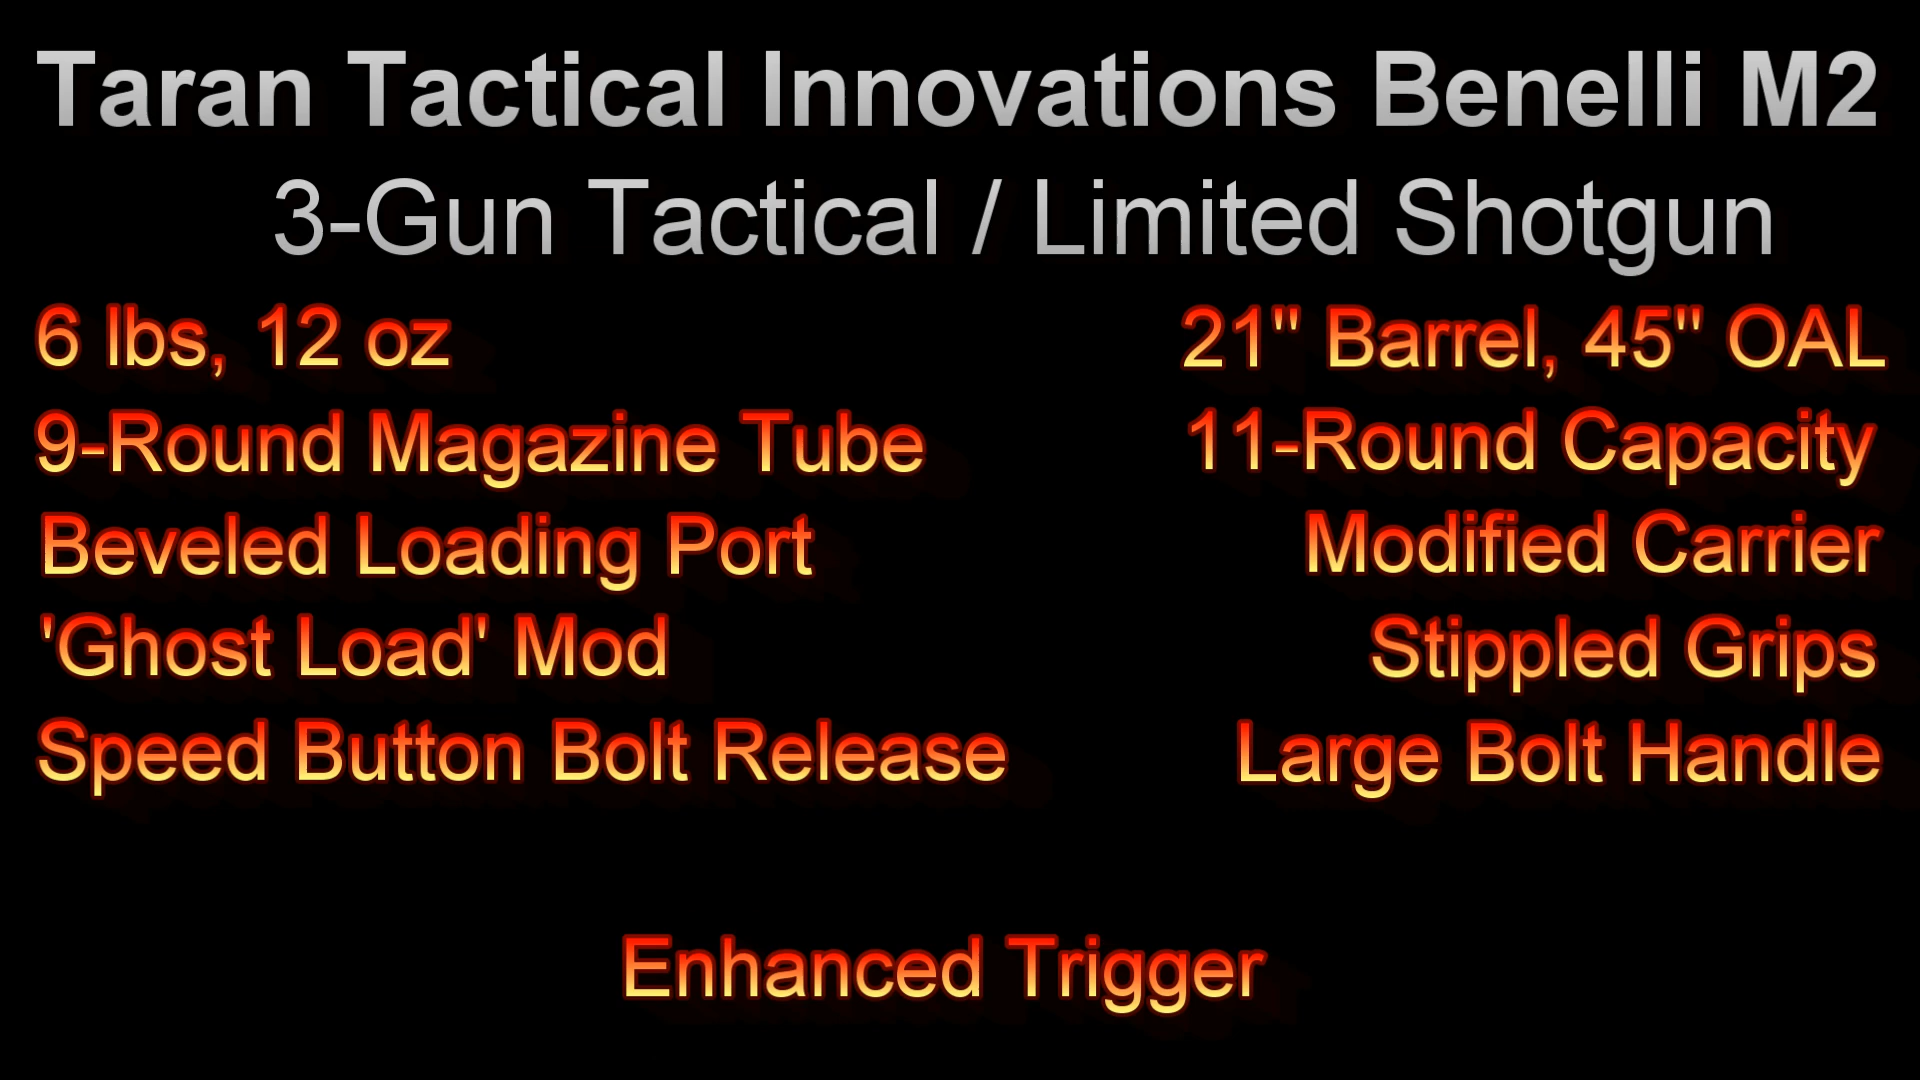 Taran Tactical Innovations Benelli M2
3-Gun Tactical / Limited Shotgun
6 lbs, 12 oz
21" Barrel, 45" OAL
9-Round Magazine Tube
11-Round Capacity
Beveled Loading Port
Modified Carrier
'Ghost Load' Mod
Stippled Grips
Speed Button Bolt Release
Large Bolt Handle
Enhanced Trigger